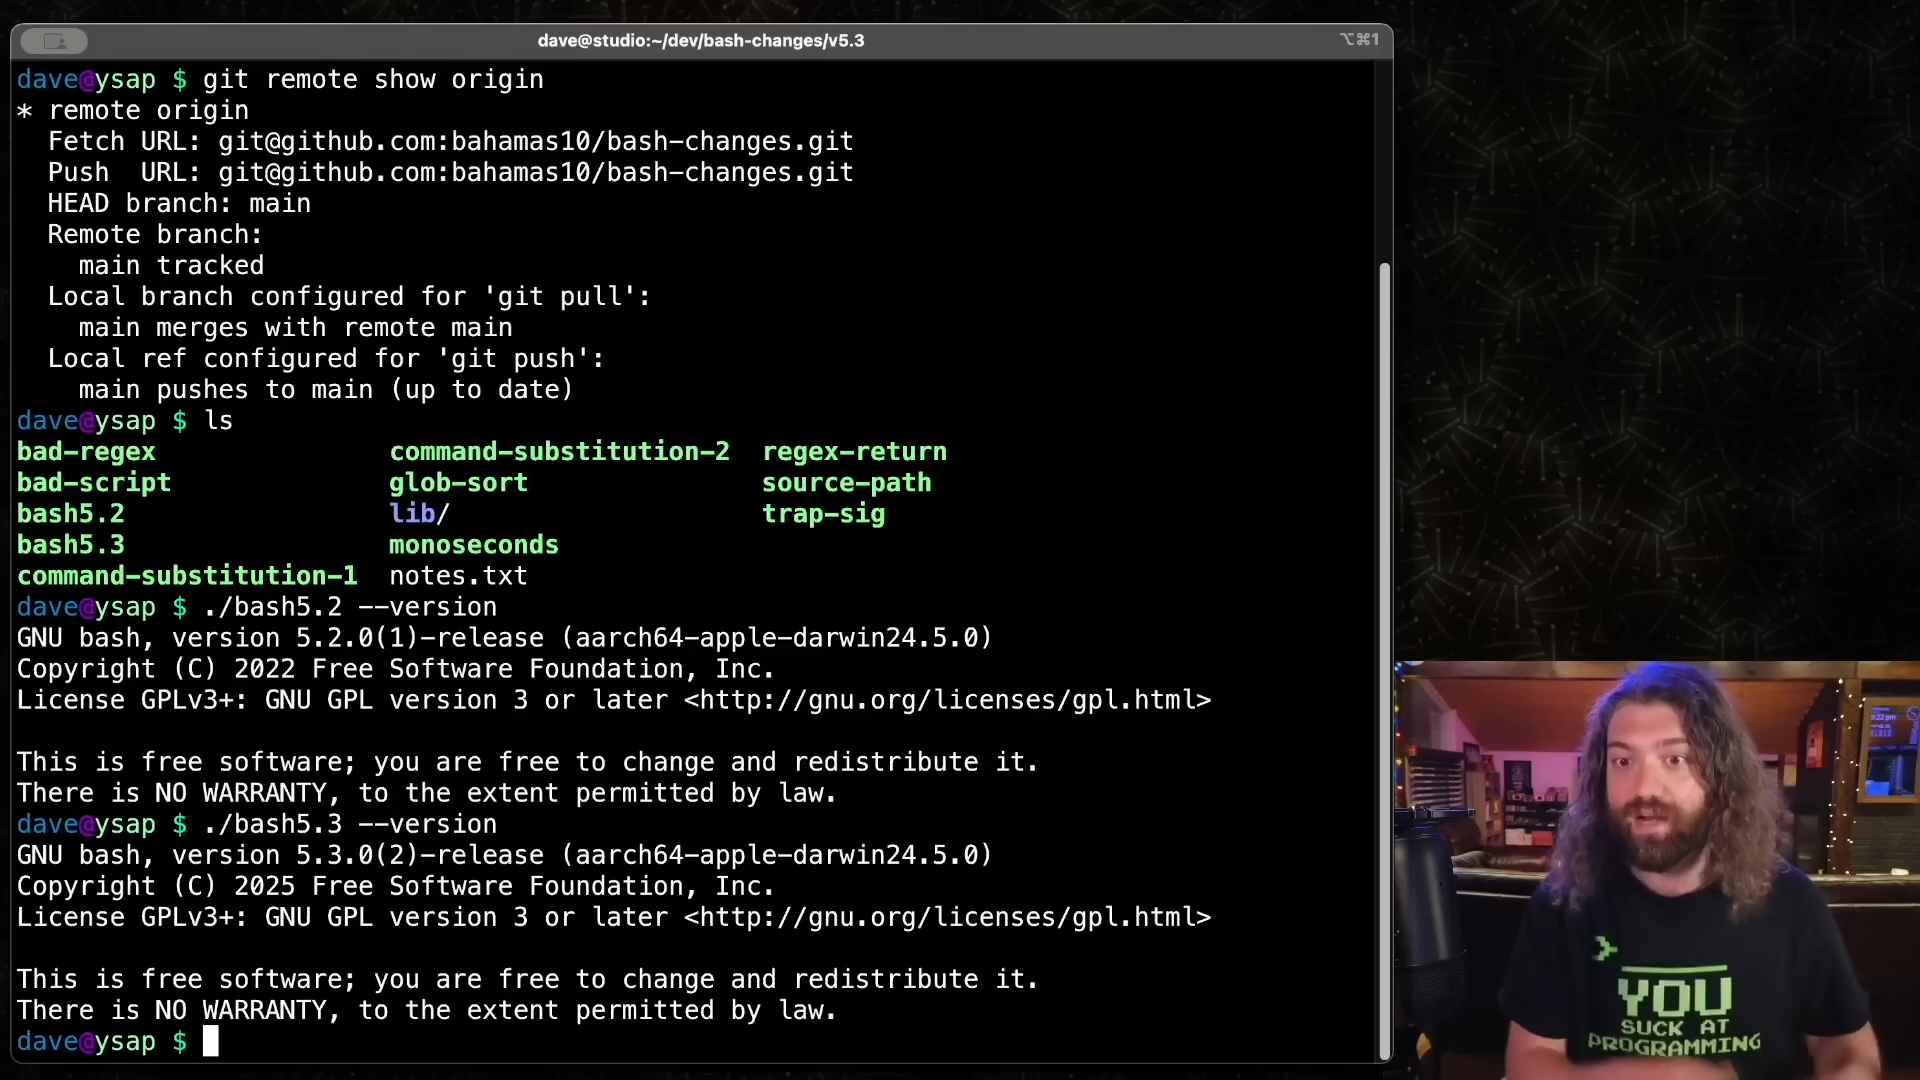 dave@studio:~/dev/bash-changes/v5.3
⌥⌘1
dave@ysap $ git remote show origin
* remote origin
  Fetch URL: git@github.com:bahamas10/bash-changes.git
  Push  URL: git@github.com:bahamas10/bash-changes.git
  HEAD branch: main
  Remote branch:
    main tracked
  Local branch configured for 'git pull':
    main merges with remote main
  Local ref configured for 'git push':
    main pushes to main (up to date)
dave@ysap $ ls
bad-regex               command-substitution-2  regex-return
bad-script              glob-sort               source-path
bash5.2                 lib/                    trap-sig
bash5.3                 monoseconds
command-substitution-1  notes.txt
dave@ysap $ ./bash5.2 --version
GNU bash, version 5.2.0(1)-release (aarch64-apple-darwin24.5.0)
Copyright (C) 2022 Free Software Foundation, Inc.
License GPLv3+: GNU GPL version 3 or later <http://gnu.org/licenses/gpl.html>

This is free software; you are free to change and redistribute it.
There is NO WARRANTY, to the extent permitted by law.
dave@ysap $ ./bash5.3 --version
GNU bash, version 5.3.0(2)-release (aarch64-apple-darwin24.5.0)
Copyright (C) 2025 Free Software Foundation, Inc.
License GPLv3+: GNU GPL version 3 or later <http://gnu.org/licenses/gpl.html>

This is free software; you are free to change and redistribute it.
There is NO WARRANTY, to the extent permitted by law.
dave@ysap $
YOU
SUCK AT
PROGRAMMING